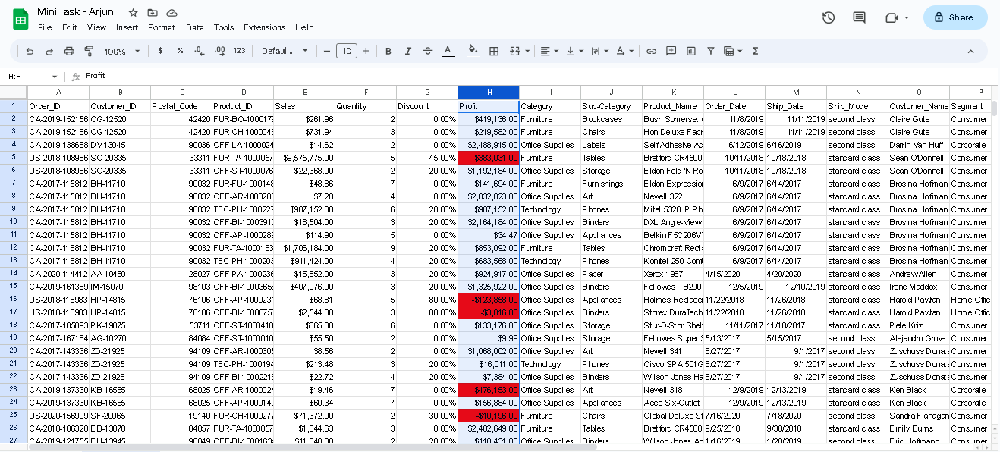 Mini Task - Arjun
File Edit View Insert Format Data Tools Extensions Help
Share
100% $ % .0 .00 123 Defaul... 10 B I S A
H:H fx Profit
A B C D E F G H I J K L M N O P
1 Order_ID Customer_ID Postal_Code Product_ID Sales Quantity Discount Profit Category Sub-Category Product_Name Order_Date Ship_Date Ship_Mode Customer_Name Segment
2 CA-2019-152156 CG-12520 42420 FUR-BO-1000179 $261.96 2 0.00% $419,136.00 Furniture Bookcases Bush Somerset 11/8/2019 11/11/2019 second class Claire Gute Consumer
3 CA-2019-152156 CG-12520 42420 FUR-CH-1000045 $731.94 3 0.00% $219,582.00 Furniture Chairs Hon Deluxe Fabr 11/8/2019 11/11/2019 second class Claire Gute Consumer
4 CA-2019-138688 DV-13045 90036 OFF-LA-1000024 $14.62 2 0.00% $2,488,915.00 Office Supplies Labels Self-Adhesive Ad 6/12/2019 6/16/2019 second class Darrin Van Huff Corporate
5 US-2018-108966 SO-20335 33311 FUR-TA-1000057 $9,575,775.00 5 45.00% -$383,031.00 Furniture Tables Bretford CR4500 10/11/2018 10/18/2018 standard class Sean O'Donnell Consumer
6 US-2018-108966 SO-20335 33311 OFF-ST-1000076 $22,368.00 2 20.00% $1,192,184.00 Office Supplies Storage Eldon Fold 'N Ro 10/11/2018 10/18/2018 standard class Sean O'Donnell Consumer
7 CA-2017-115812 BH-11710 90032 FUR-FU-1000148 $48.86 7 0.00% $141,694.00 Furniture Furnishings Eldon Expression 6/9/2017 6/14/2017 standard class Brosina Hoffman Consumer
8 CA-2017-115812 BH-11710 90032 OFF-AR-1000283 $7.28 4 0.00% $2,832,823.00 Office Supplies Art Newell 322 6/9/2017 6/14/2017 standard class Brosina Hoffman Consumer
9 CA-2017-115812 BH-11710 90032 TEC-PH-1000227 $907,152.00 6 20.00% $907,152.00 Technology Phones Mitel 5320 IP Ph 6/9/2017 6/14/2017 standard class Brosina Hoffman Consumer
10 CA-2017-115812 BH-11710 90032 OFF-BI-10003910 $18,504.00 3 20.00% $2,164,184.00 Office Supplies Binders DXL Angle-View 6/9/2017 6/14/2017 standard class Brosina Hoffman Consumer
11 CA-2017-115812 BH-11710 90032 OFF-AP-1000289 $114.90 5 0.00% $34.47 Office Supplies Appliances Belkin F5C206V 6/9/2017 6/14/2017 standard class Brosina Hoffman Consumer
12 CA-2017-115812 BH-11710 90032 FUR-TA-1000153 $1,706,184.00 9 20.00% $853,092.00 Furniture Tables Chromcraft Recta 6/9/2017 6/14/2017 standard class Brosina Hoffman Consumer
13 CA-2017-115812 BH-11710 90032 TEC-PH-1000203 $911,424.00 4 20.00% $683,568.00 Technology Phones Konftel 250 Conf 6/9/2017 6/14/2017 standard class Brosina Hoffman Consumer
14 CA-2020-114412 AA-10480 28027 OFF-PA-1000236 $15,552.00 3 20.00% $924,917.00 Office Supplies Paper Xerox 1967 4/15/2020 4/20/2020 standard class Andrew Allen Consumer
15 CA-2019-161389 IM-15070 98103 OFF-BI-1000365 $407,976.00 3 20.00% $1,325,922.00 Office Supplies Binders Fellowes PB200 12/5/2019 12/10/2019 standard class Irene Maddox Consumer
16 US-2018-118983 HP-14815 76106 OFF-AP-1000231 $68.81 5 80.00% -$123,858.00 Office Supplies Appliances Holmes Replacer 11/22/2018 11/26/2018 standard class Harold Pawlan Home Offic
17 US-2018-118983 HP-14815 76106 OFF-BI-1000075 $2,544.00 3 80.00% -$3,816.00 Office Supplies Binders Storex DuraTech 11/22/2018 11/26/2018 standard class Harold Pawlan Home Offic
18 CA-2017-105893 PK-19075 53711 OFF-ST-1000418 $665.88 6 0.00% $133,176.00 Office Supplies Storage Stur-D-Stor Shelv 11/11/2017 11/18/2017 standard class Pete Kriz Consumer
19 CA-2017-167164 AG-10270 84084 OFF-ST-1000010 $55.50 2 0.00% $9.99 Office Supplies Storage Fellowes Super S 5/13/2017 5/15/2017 second class Alejandro Grove Consumer
20 CA-2017-143336 ZD-21925 94109 OFF-AR-1000305 $8.56 2 0.00% $1,068,002.00 Office Supplies Art Newell 341 8/27/2017 9/1/2017 second class Zuschuss Donate Consumer
21 CA-2017-143336 ZD-21925 94109 TEC-PH-1000194 $213.48 3 20.00% $16,011.00 Technology Phones Cisco SPA 501G 8/27/2017 9/1/2017 second class Zuschuss Donate Consumer
22 CA-2017-143336 ZD-21925 94109 OFF-BI-1000221 $22.72 4 20.00% $7,384.00 Office Supplies Binders Wilson Jones Ha 8/27/2017 9/1/2017 second class Zuschuss Donate Consumer
23 CA-2019-137330 KB-16585 68025 OFF-AR-1000024 $19.46 7 0.00% -$476,153.00 Office Supplies Art Newell 318 12/9/2019 12/13/2019 standard class Ken Black Corporate
24 CA-2019-137330 KB-16585 68025 OFF-AP-1000149 $60.34 7 0.00% $156,884.00 Office Supplies Appliances Acco Six-Outlet 12/9/2019 12/13/2019 standard class Ken Black Corporate
25 US-2020-156909 SF-20065 19140 FUR-CH-1000277 $71,372.00 2 30.00% -$10,196.00 Furniture Chairs Global Deluxe St 7/16/2020 7/18/2020 second class Sandra Flanagan Consumer
26 CA-2018-106320 EB-13870 84057 FUR-TA-1000057 $1,044.63 3 0.00% $2,402,649.00 Furniture Tables Bretford CR4500 9/25/2018 9/30/2018 standard class Emily Burns Consumer
27 CA-2019-121755 EH-13945 90049 OFF-BI-1000163 $11,648.00 2 20.00% $118,431.00 Office Supplies Binders Wilson Jones Ac 1/16/2019 1/20/2019 second class Eric Hoffmann Consumer